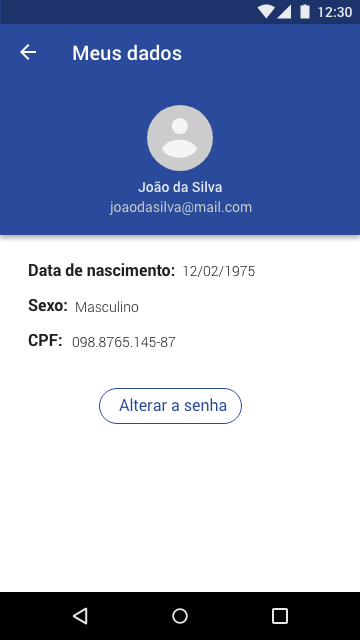 12:30
Meus dados
João da Silva
joaodasilva@mail.com
Data de nascimento: 12/02/1975
Sexo: Masculino
CPF: 098.8765.145-87
Alterar a senha